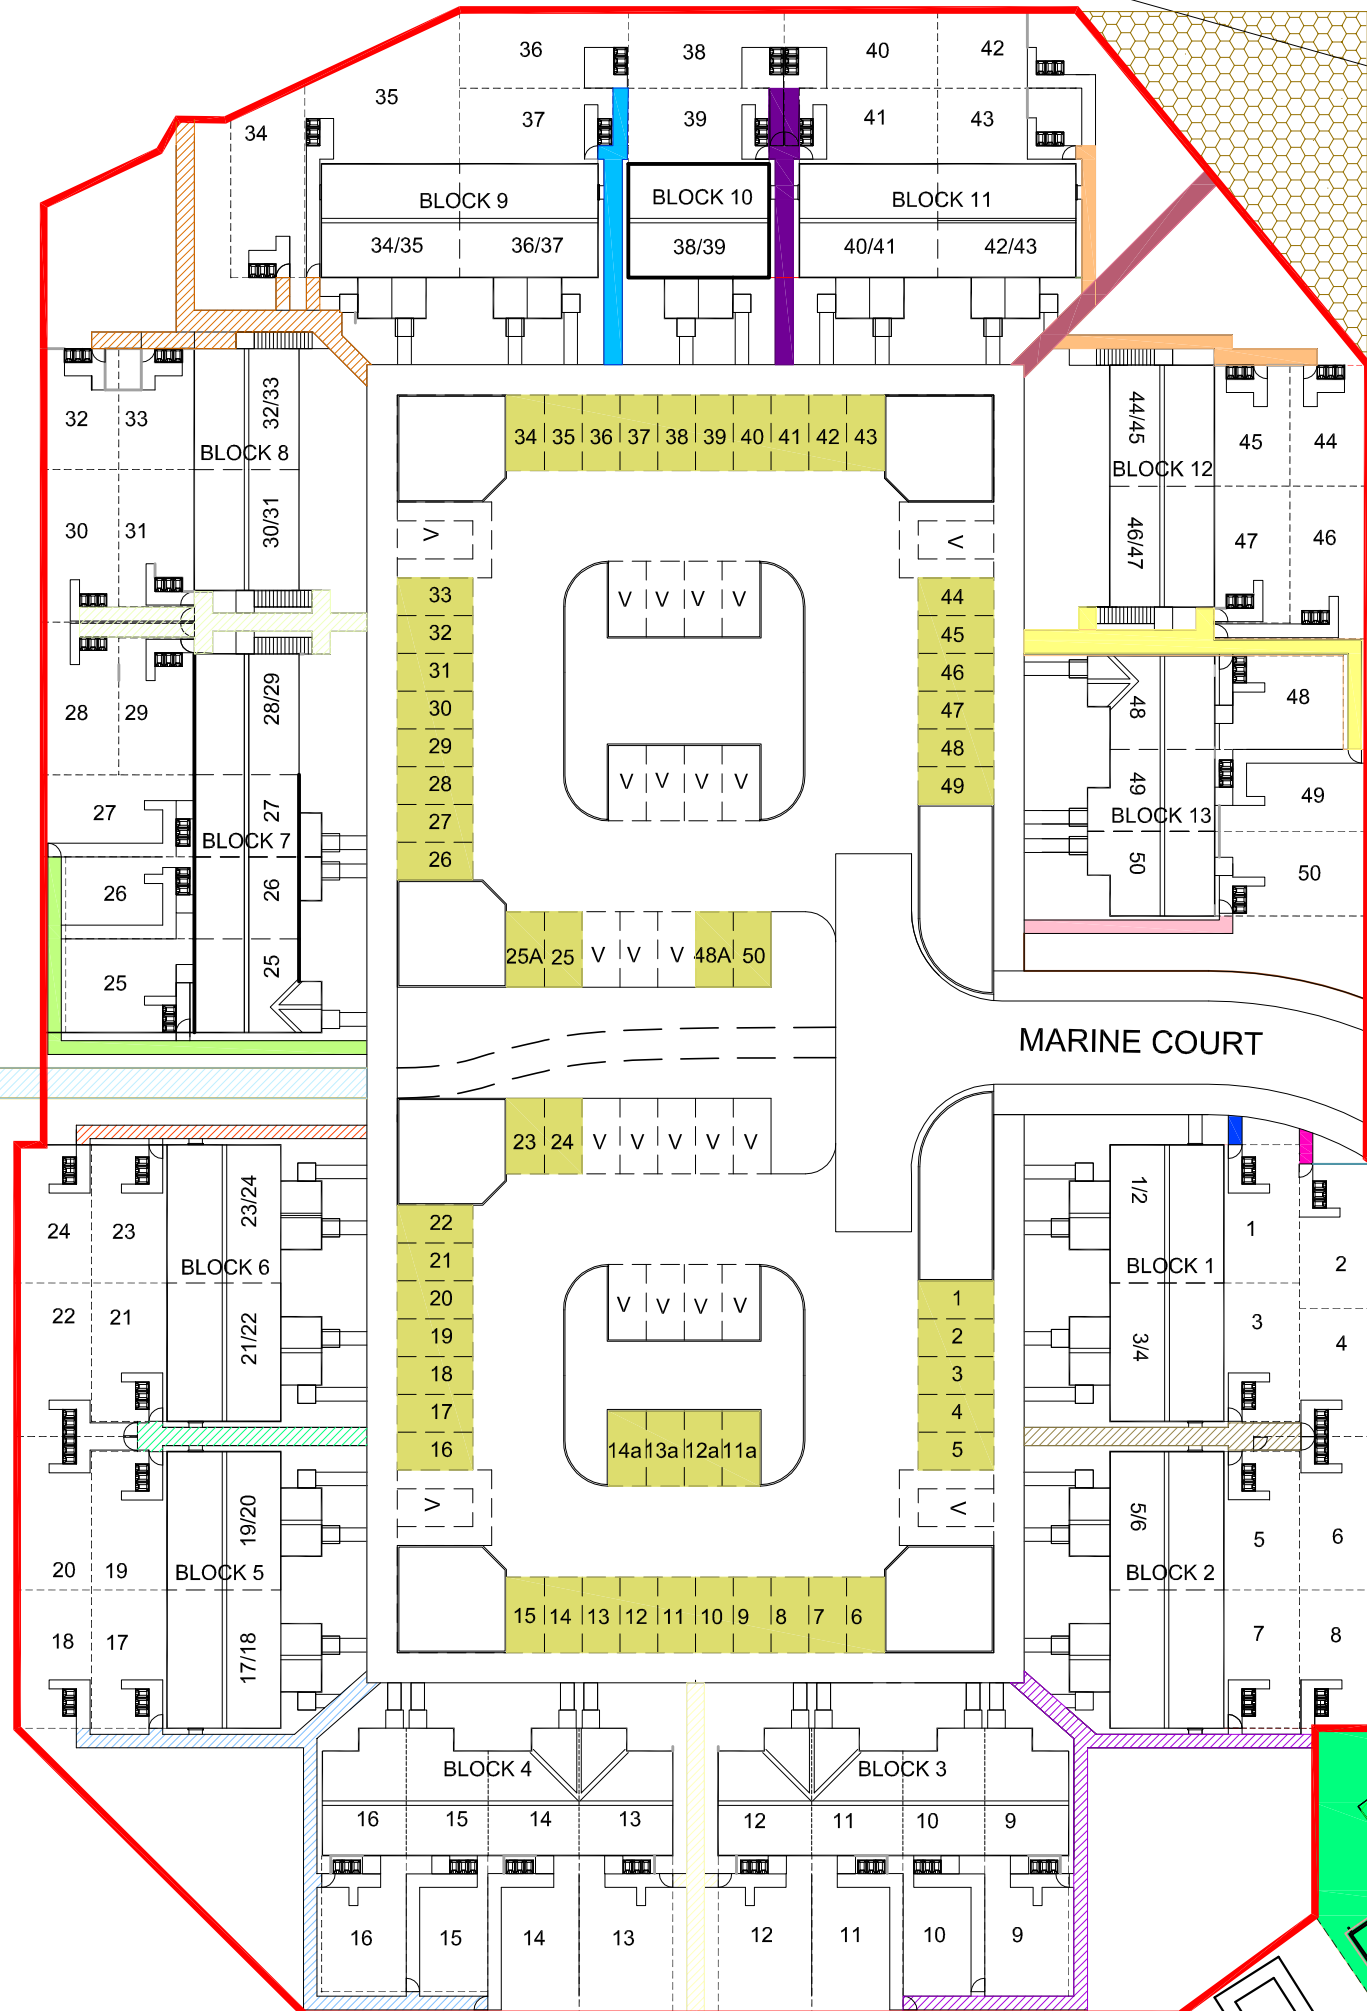 36
38
40
42
35
34
37
39
41
43
BLOCK 9
BLOCK 10
BLOCK 11
34/35
36/37
38/39
40/41
42/43
32
33
32/33
BLOCK 8
30
31
30/31
34
35
36
37
38
39
40
41
42
43
44/45
45
44
BLOCK 12
46/47
47
46
V
V
V
V
V
V
33
32
31
30
29
28
27
26
44
45
46
47
48
49
28
29
28/29
V
V
V
V
48
48
27
27
BLOCK 7
49
BLOCK 13
49
26
26
50
50
25
25
25A
25
V
V
V
48A
50
MARINE COURT
23
24
V
V
V
V
V
24
23
23/24
BLOCK 6
22
21
21/22
22
21
20
19
18
17
16
V
V
V
V
1
2
3
4
5
1/2
1
BLOCK 1
2
3/4
3
4
14a
13a
12a
11a
V
V
19/20
20
19
BLOCK 5
18
17
17/18
5/6
5
6
BLOCK 2
7
8
15
14
13
12
11
10
9
8
7
6
BLOCK 4
BLOCK 3
16
15
14
13
12
11
10
9
16
15
14
13
12
11
10
9